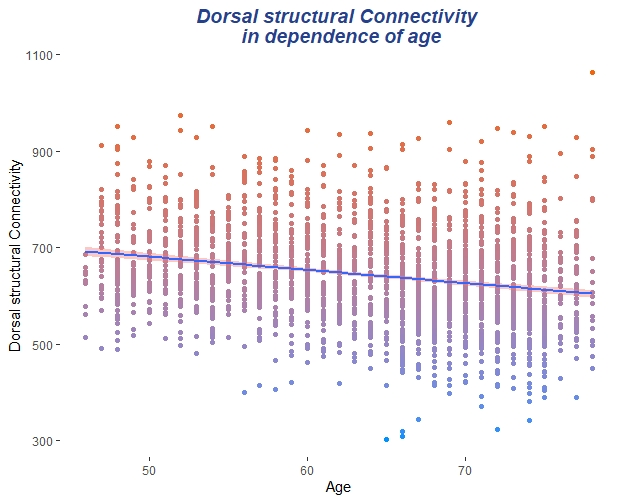 Dorsal structural Connectivity
in dependence of age
1100
900
700
500
300
Dorsal structural Connectivity
50 60 70
Age